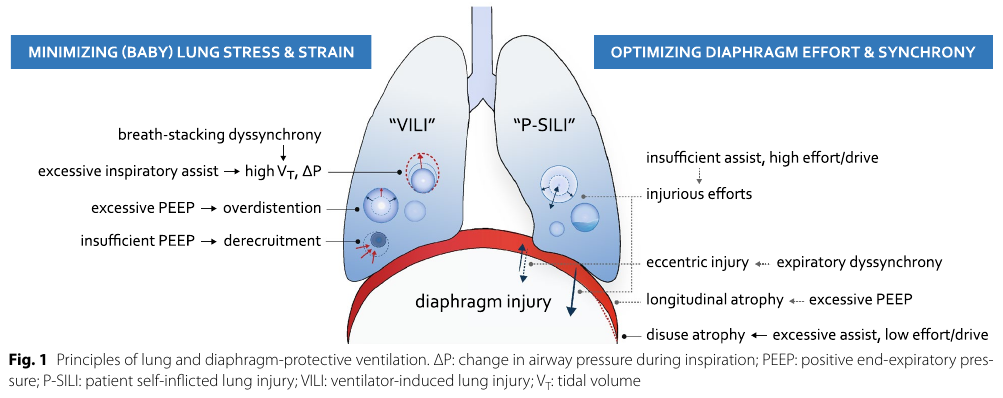 MINIMIZING (BABY) LUNG STRESS & STRAIN
OPTIMIZING DIAPHRAGM EFFORT & SYNCHRONY
"VILI"
"P-SILI"
breath-stacking dyssynchrony
excessive inspiratory assist → high VT, ΔP
excessive PEEP → overdistention
insufficient PEEP → derecruitment
insufficient assist, high effort/drive
injurious efforts
eccentric injury ← expiratory dyssynchrony
longitudinal atrophy ← excessive PEEP
disuse atrophy ← excessive assist, low effort/drive
diaphragm injury
Fig. 1 Principles of lung and diaphragm-protective ventilation. ΔP: change in airway pressure during inspiration; PEEP: positive end-expiratory pres-
sure; P-SILI: patient self-inflicted lung injury; VILI: ventilator-induced lung injury; VT: tidal volume